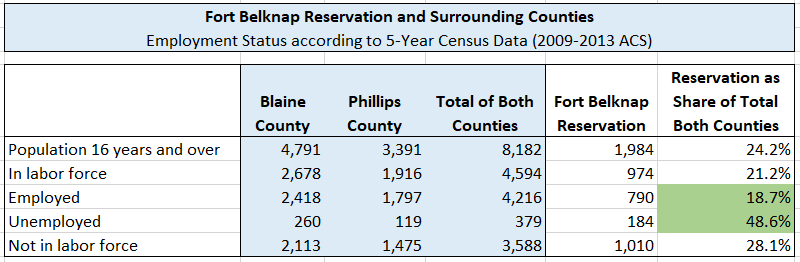 Fort Belknap Reservation and Surrounding Counties
Employment Status according to 5-Year Census Data (2009-2013 ACS)
Blaine County Phillips County Total of Both Counties Fort Belknap Reservation Reservation as Share of Total Both Counties
Population 16 years and over 4,791 3,391 8,182 1,984 24.2%
In labor force 2,678 1,916 4,594 974 21.2%
Employed 2,418 1,797 4,216 790 18.7%
Unemployed 260 119 379 184 48.6%
Not in labor force 2,113 1,475 3,588 1,010 28.1%